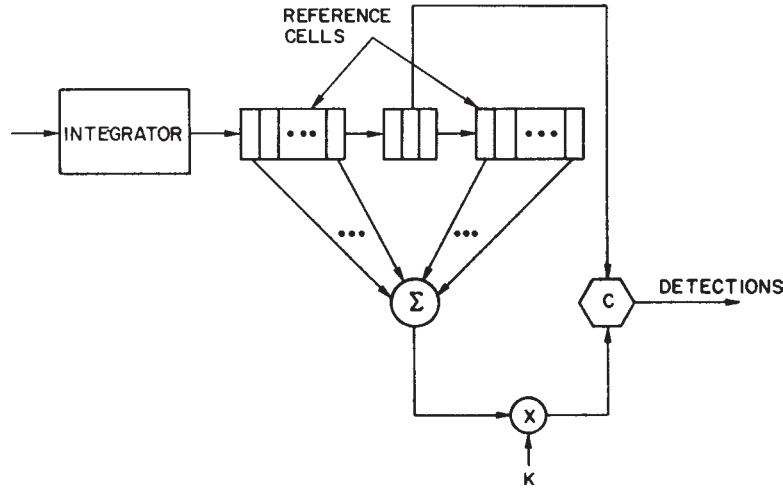 REFERENCE
CELLS
INTEGRATOR
Σ
C
DETECTIONS
X
K